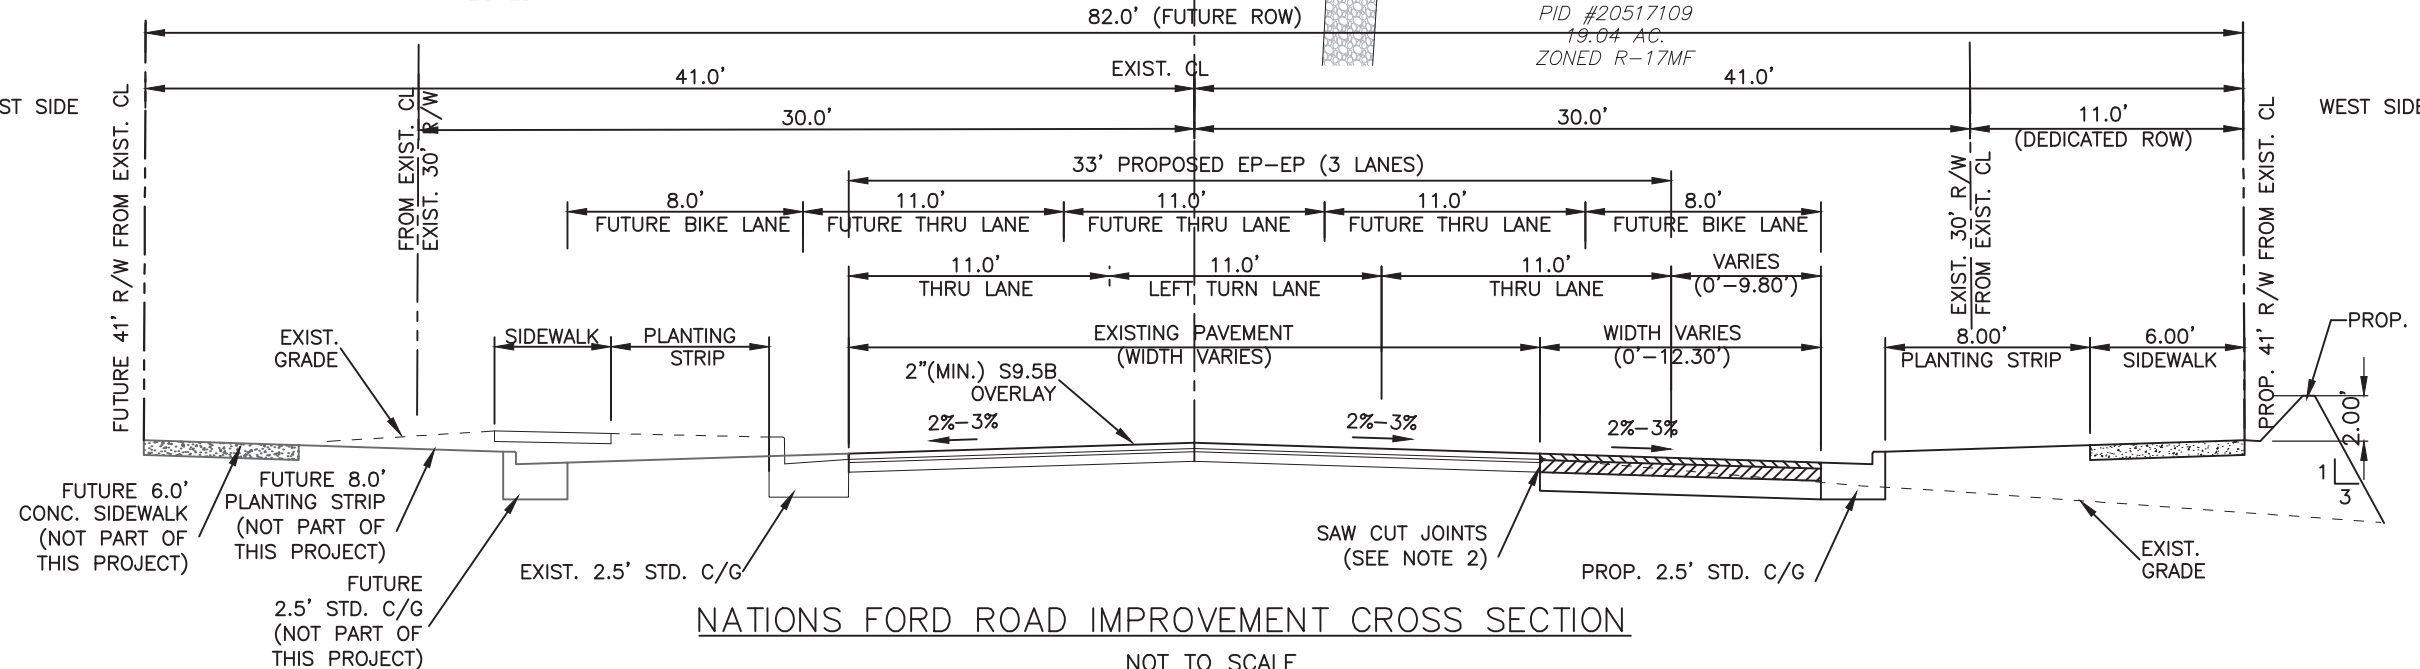 82.0' (FUTURE ROW)
PID #20517109
19.04 AC.
ZONED R-17MF
41.0'
EXIST. CL
41.0'
ST SIDE
WEST SIDE
30.0'
30.0'
11.0'
(DEDICATED ROW)
FUTURE 41' R/W FROM EXIST. CL
FROM EXIST. CL
EXIST. 30' R/W
EXIST. 30' R/W
FROM EXIST. CL
PROP. 41' R/W FROM EXIST. CL
33' PROPOSED EP-EP (3 LANES)
8.0'
FUTURE BIKE LANE
11.0'
FUTURE THRU LANE
11.0'
FUTURE THRU LANE
11.0'
FUTURE THRU LANE
8.0'
FUTURE BIKE LANE
11.0'
THRU LANE
11.0'
LEFT TURN LANE
11.0'
THRU LANE
VARIES
(0'-9.80')
EXIST.
GRADE
SIDEWALK
PLANTING
STRIP
EXISTING PAVEMENT
(WIDTH VARIES)
WIDTH VARIES
(0'-12.30')
8.00'
PLANTING STRIP
6.00'
SIDEWALK
PROP.
2"(MIN.) S9.5B
OVERLAY
2%-3%
2%-3%
2%-3%
2.00'
1
3
FUTURE 6.0'
CONC. SIDEWALK
(NOT PART OF
THIS PROJECT)
FUTURE 8.0'
PLANTING STRIP
(NOT PART OF
THIS PROJECT)
FUTURE
2.5' STD. C/G
(NOT PART OF
THIS PROJECT)
EXIST. 2.5' STD. C/G
SAW CUT JOINTS
(SEE NOTE 2)
PROP. 2.5' STD. C/G
EXIST.
GRADE
NATIONS FORD ROAD IMPROVEMENT CROSS SECTION
NOT TO SCALE